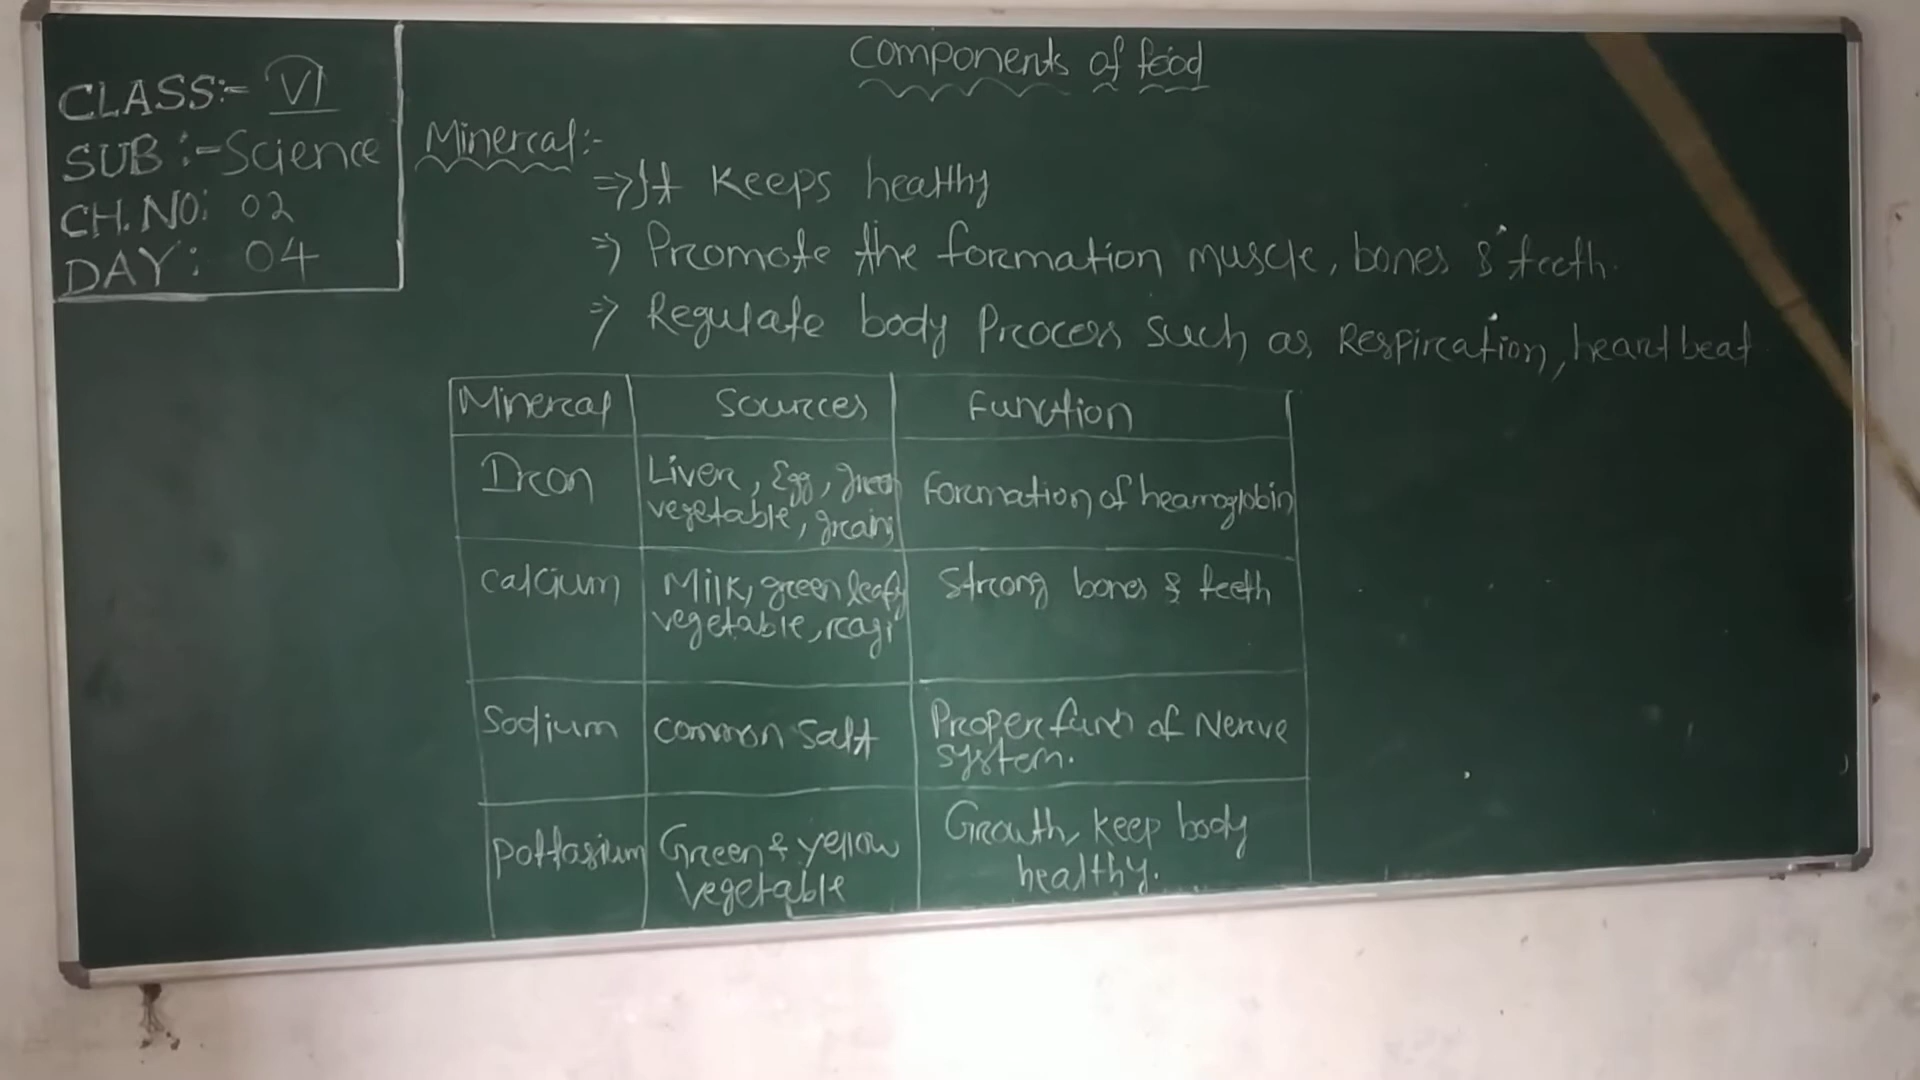 Components of food
CLASS:- VI
SUB:- Science
CH.NO: 02
DAY: 04
Mineral:-
⇒ It keeps healthy
⇒ Promote the formation muscle, bones & teeth.
⇒ Regulate body Process such as Respiration, heart beat
Mineral Sources Function
Iron Liver, Egg, green vegetable, grains Formation of heamoglobin
Calcium Milk, green leafy vegetable, ragi Strong bones & teeth
Sodium Common Salt Proper funcn of Nerve system.
Pottasium Green & yellow vegetable Growth, keep body healthy.